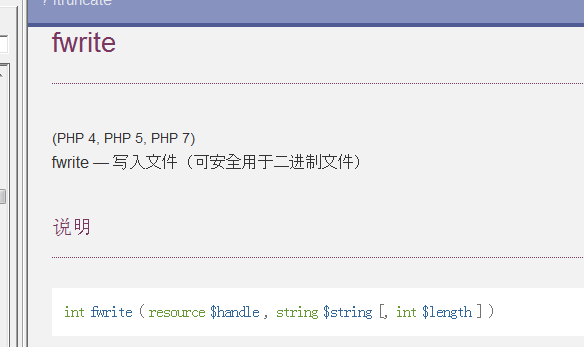 ? ftruncate
fwrite
(PHP 4, PHP 5, PHP 7)
fwrite — 写入文件（可安全用于二进制文件）
说明
int fwrite ( resource $handle , string $string [, int $length ] )